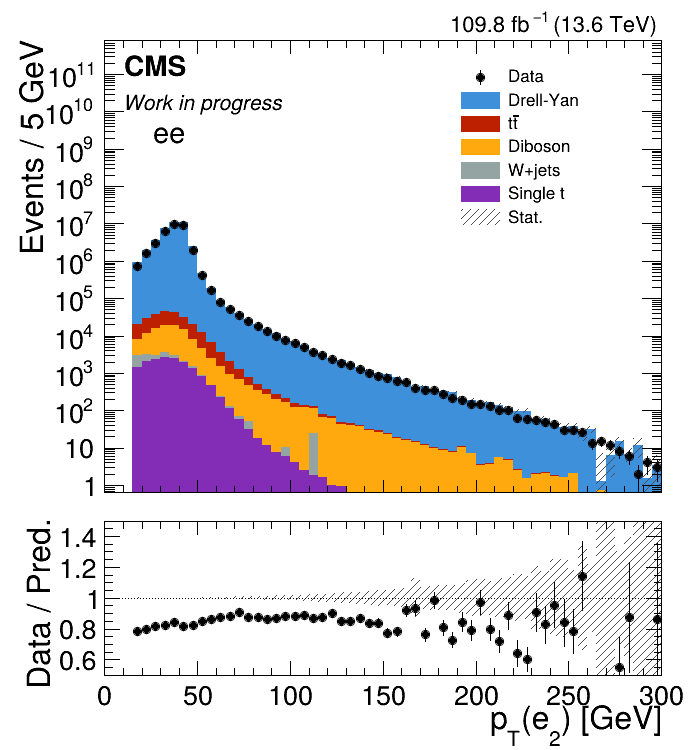 109.8 fb⁻¹ (13.6 TeV)
CMS
Work in progress
ee
Data
Drell-Yan
tt̄
Diboson
W+jets
Single t
Stat.
Events / 5 GeV
10¹¹
10¹⁰
10⁹
10⁸
10⁷
10⁶
10⁵
10⁴
10³
10²
10
1
Data / Pred.
1.4
1.2
1
0.8
0.6
0 50 100 150 200 250 300
p_T(e₂) [GeV]